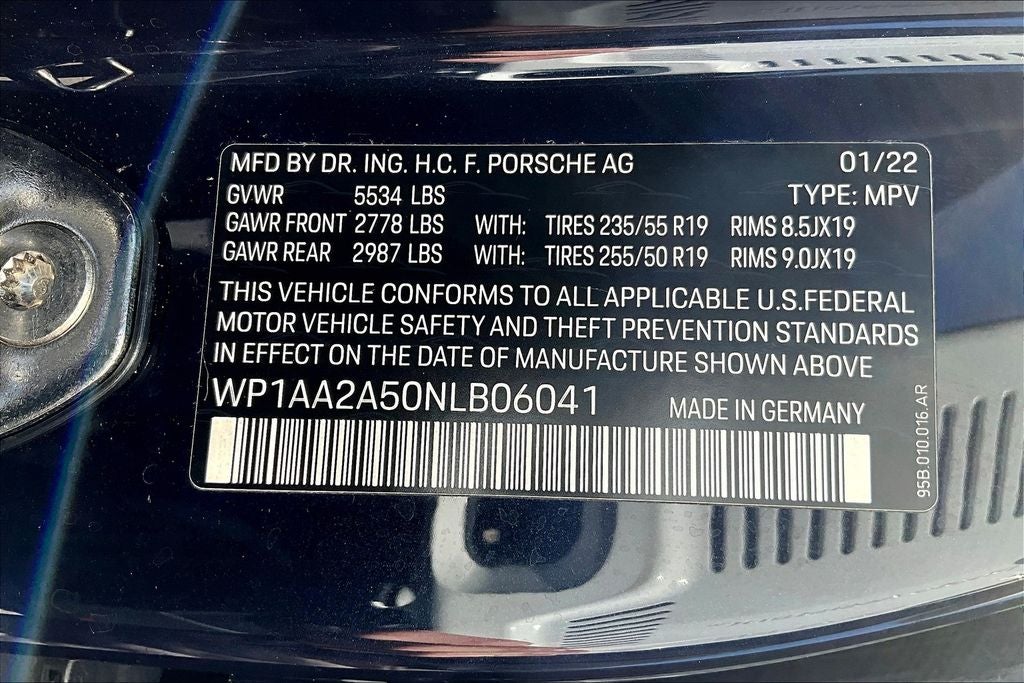 MFD BY DR. ING. H.C. F. PORSCHE AG 01/22
GVWR 5534 LBS TYPE: MPV
GAWR FRONT 2778 LBS WITH: TIRES 235/55 R19 RIMS 8.5JX19
GAWR REAR 2987 LBS WITH: TIRES 255/50 R19 RIMS 9.0JX19
THIS VEHICLE CONFORMS TO ALL APPLICABLE U.S.FEDERAL
MOTOR VEHICLE SAFETY AND THEFT PREVENTION STANDARDS
IN EFFECT ON THE DATE OF MANUFACTURE SHOWN ABOVE
WP1AA2A50NLB06041 MADE IN GERMANY
95B.010.016.AR